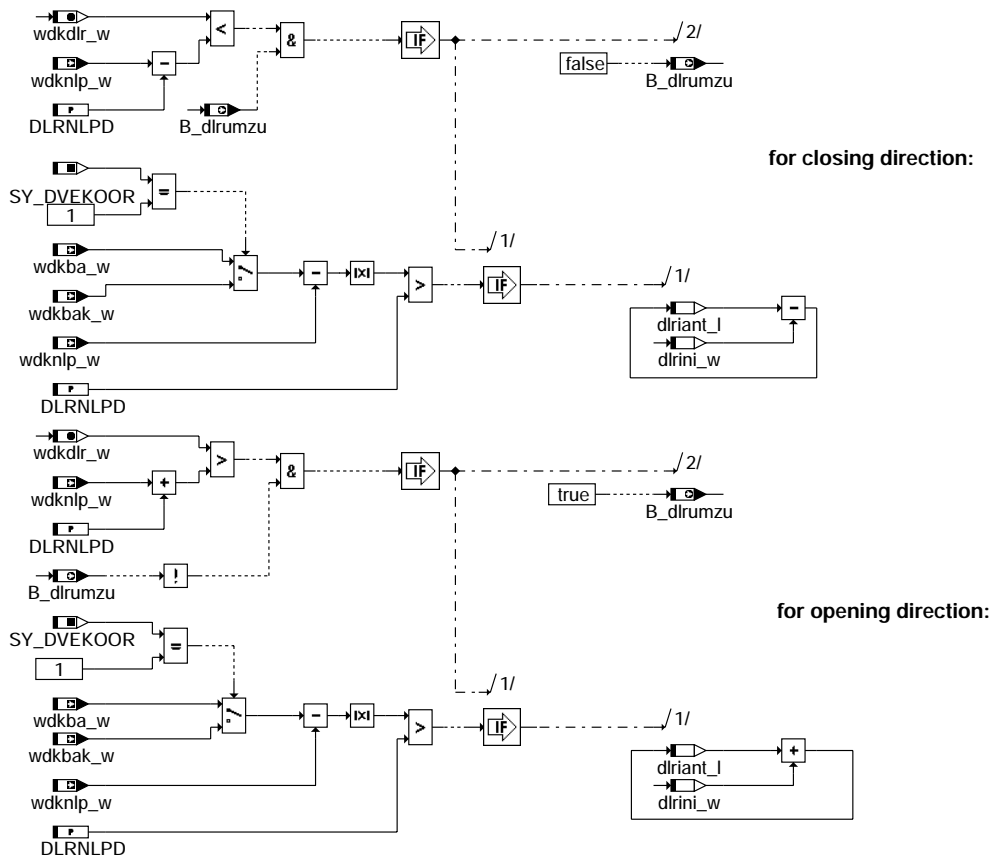 wdkdlr_w
<
&
IF
/2/
wdknlp_w
-
false
B_dlrumzu
P
DLRNLPD
B_dlrumzu
for closing direction:
SY_DVEKOOR
=
1
/1/
wdkba_w
-
|X|
>
IF
/1/
wdkbak_w
dlriant_l
-
wdknlp_w
dlrini_w
P
DLRNLPD
wdkdlr_w
>
&
IF
/2/
wdknlp_w
+
true
B_dlrumzu
P
DLRNLPD
!
B_dlrumzu
for opening direction:
SY_DVEKOOR
=
1
/1/
wdkba_w
-
|X|
>
IF
/1/
wdkbak_w
dlriant_l
+
wdknlp_w
dlrini_w
P
DLRNLPD